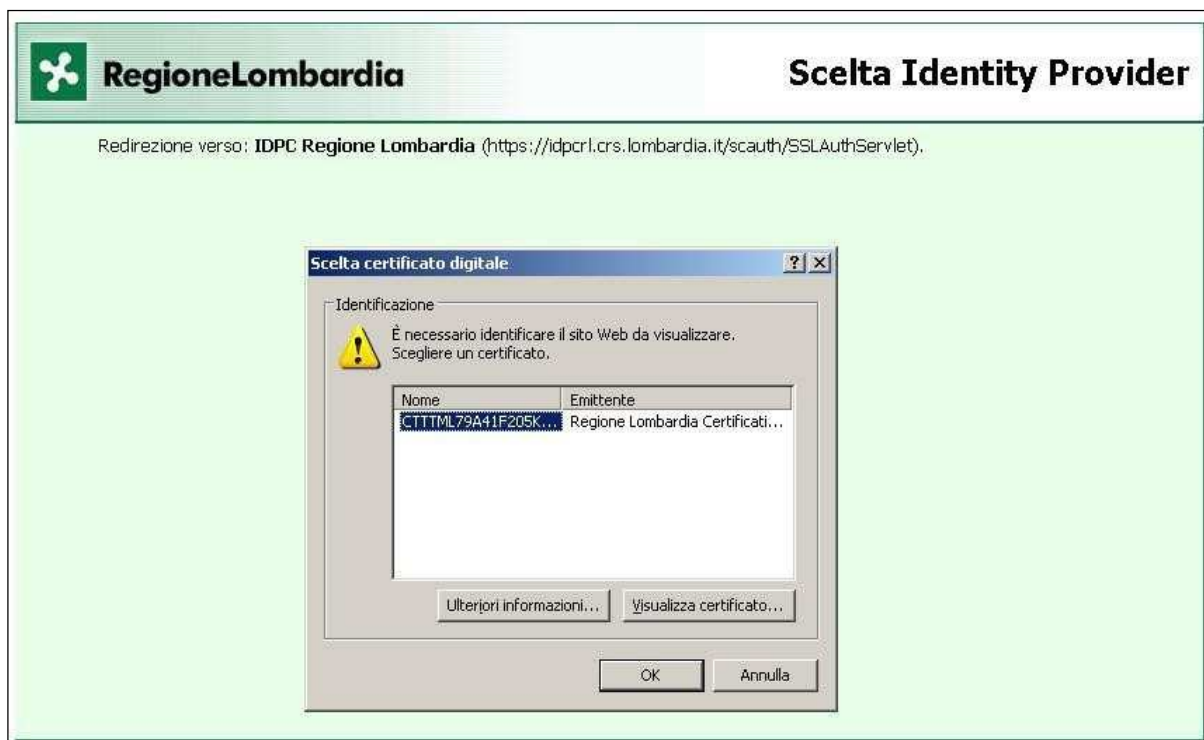 RegioneLombardia
Scelta Identity Provider
Redirezione verso: IDPC Regione Lombardia (https://idpcrl.crs.lombardia.it/scauth/SSLAuthServlet).
Scelta certificato digitale
Identificazione
È necessario identificare il sito Web da visualizzare.
Scegliere un certificato.
Nome Emittente
CTTTML79A41F205K... Regione Lombardia Certificati...
Ulteriori informazioni... Visualizza certificato...
OK Annulla